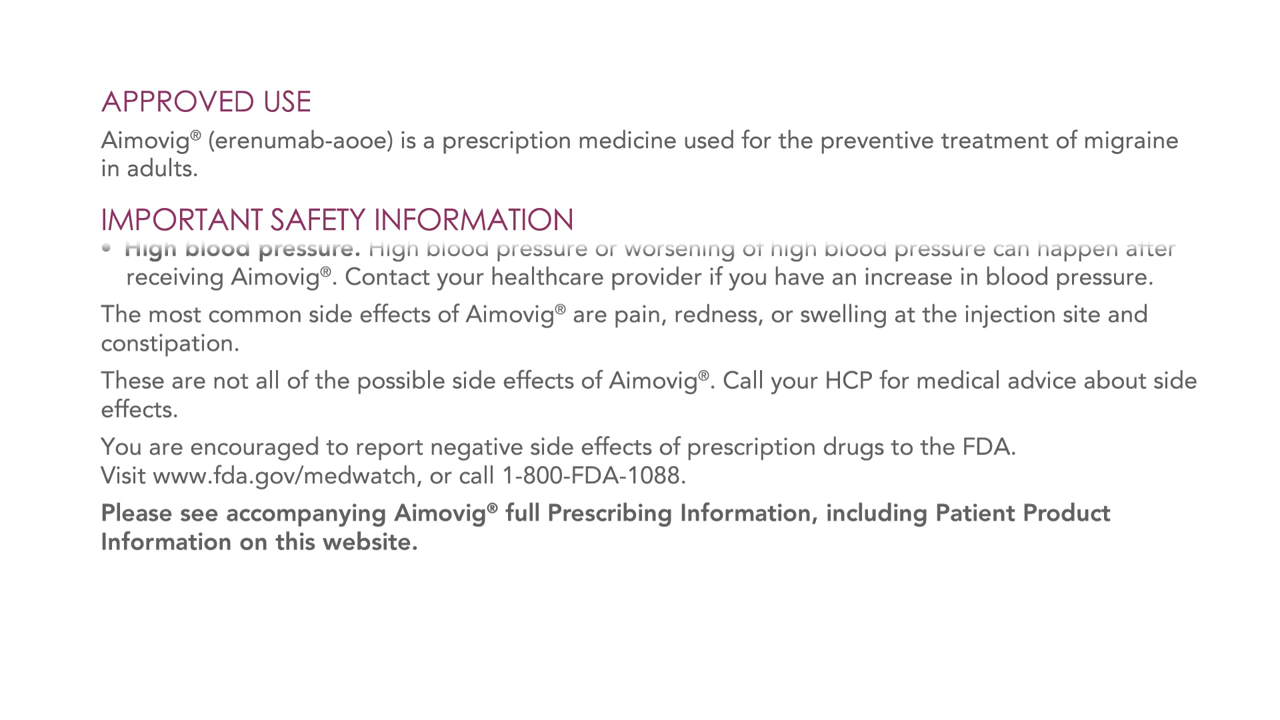 APPROVED USE
Aimovig® (erenumab-aooe) is a prescription medicine used for the preventive treatment of migraine
in adults.
IMPORTANT SAFETY INFORMATION
• High blood pressure. High blood pressure or worsening of high blood pressure can happen after
receiving Aimovig®. Contact your healthcare provider if you have an increase in blood pressure.
The most common side effects of Aimovig® are pain, redness, or swelling at the injection site and
constipation.
These are not all of the possible side effects of Aimovig®. Call your HCP for medical advice about side
effects.
You are encouraged to report negative side effects of prescription drugs to the FDA.
Visit www.fda.gov/medwatch, or call 1-800-FDA-1088.
Please see accompanying Aimovig® full Prescribing Information, including Patient Product
Information on this website.